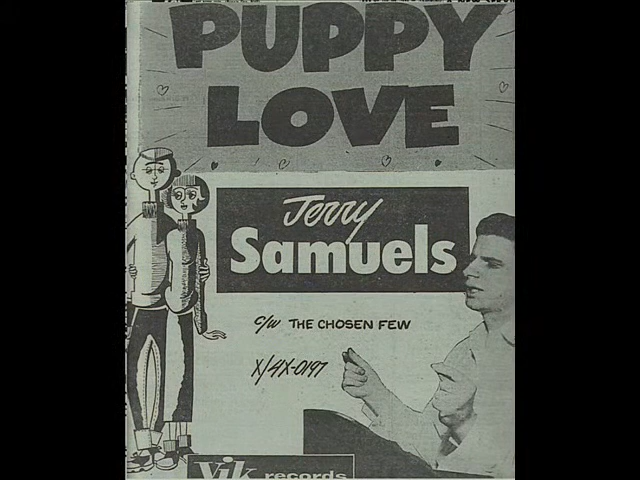 PUPPY
LOVE
Jerry
Samuels
c/w THE CHOSEN FEW
X/4X-0197
Vik records